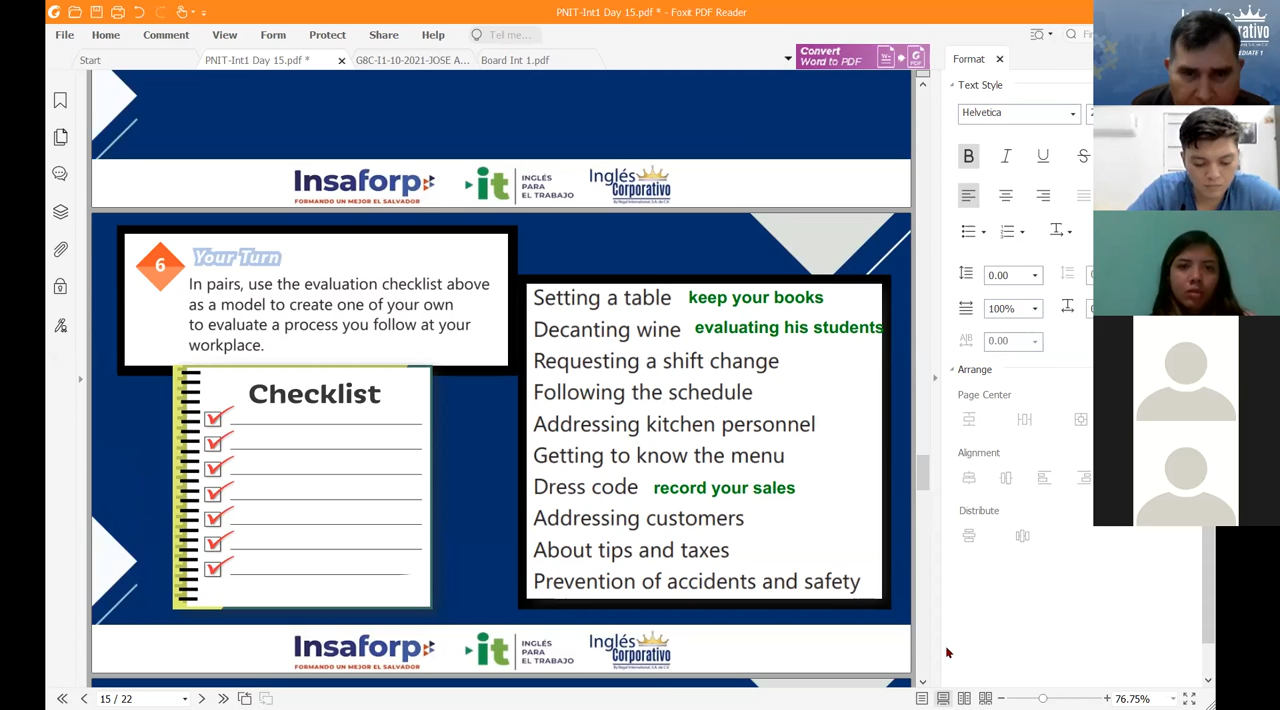 PNIT-Int1 Day 15.pdf * - Foxit PDF Reader
File Home Comment View Form Protect Share Help Tell me...
Start PNIT-Int1 Day 15.pdf * G8C-I1-10-2021-JOSE A... Board Int 1.pdf
Convert
Word to PDF
Format
Text Style
Helvetica
B I U S
0.00
100%
0.00
Arrange
Page Center
Alignment
Distribute
Insaforp
FORMANDO UN MEJOR EL SALVADOR
it INGLÉS
PARA
EL TRABAJO
Inglés
Corporativo
6 Your Turn
In pairs, use the evaluation checklist above
as a model to create one of your own
to evaluate a process you follow at your
workplace.
Checklist
Setting a table keep your books
Decanting wine evaluating his students
Requesting a shift change
Following the schedule
Addressing kitchen personnel
Getting to know the menu
Dress code record your sales
Addressing customers
About tips and taxes
Prevention of accidents and safety
Insaforp
FORMANDO UN MEJOR EL SALVADOR
it INGLÉS
PARA
EL TRABAJO
Inglés
Corporativo
15 / 22
76.75%